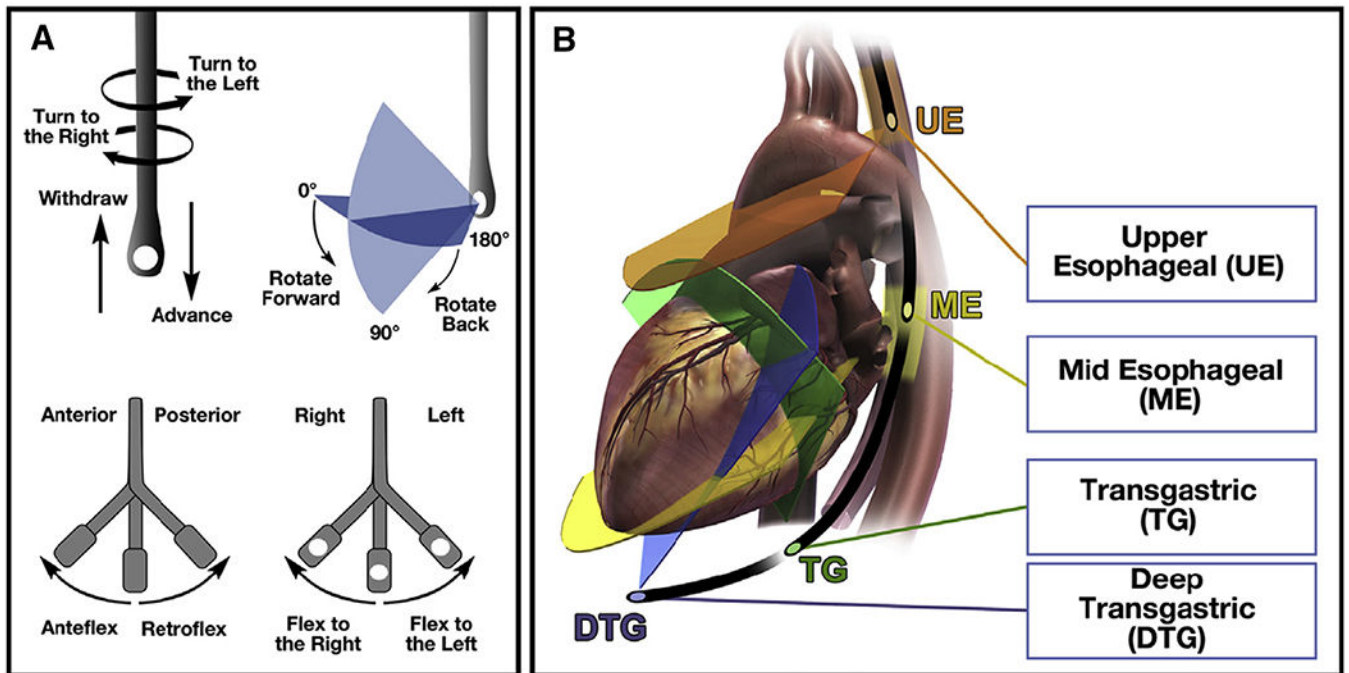 A
Turn to
the Left
Turn to
the Right
Withdraw
Advance
0°
180°
90°
Rotate
Forward
Rotate
Back
Anterior
Posterior
Anteflex
Retroflex
Right
Left
Flex to
the Right
Flex to
the Left
B
UE
ME
TG
DTG
Upper
Esophageal (UE)
Mid Esophageal
(ME)
Transgastric
(TG)
Deep
Transgastric
(DTG)